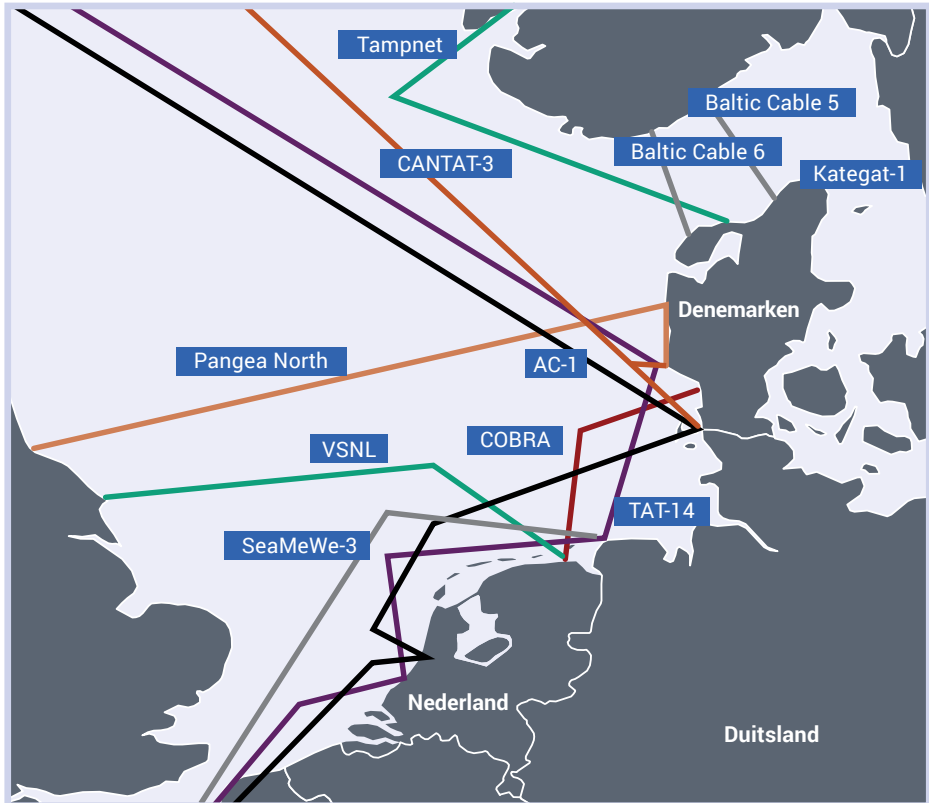 Tampnet
Baltic Cable 5
Baltic Cable 6
CANTAT-3
Kategat-1
Denemarken
Pangea North
AC-1
COBRA
VSNL
TAT-14
SeaMeWe-3
Nederland
Duitsland